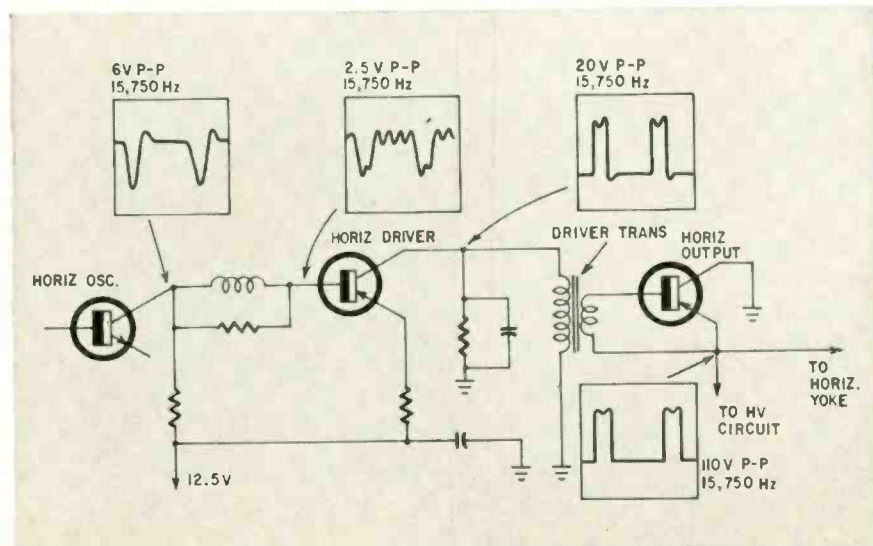 6V P-P
15,750 Hz
2.5 V P-P
15,750 Hz
20V P-P
15,750 Hz
HORIZ OSC.
HORIZ DRIVER
DRIVER TRANS
HORIZ
OUTPUT
12.5V
TO
HORIZ.
YOKE
TO HV
CIRCUIT
110V P-P
15,750 Hz